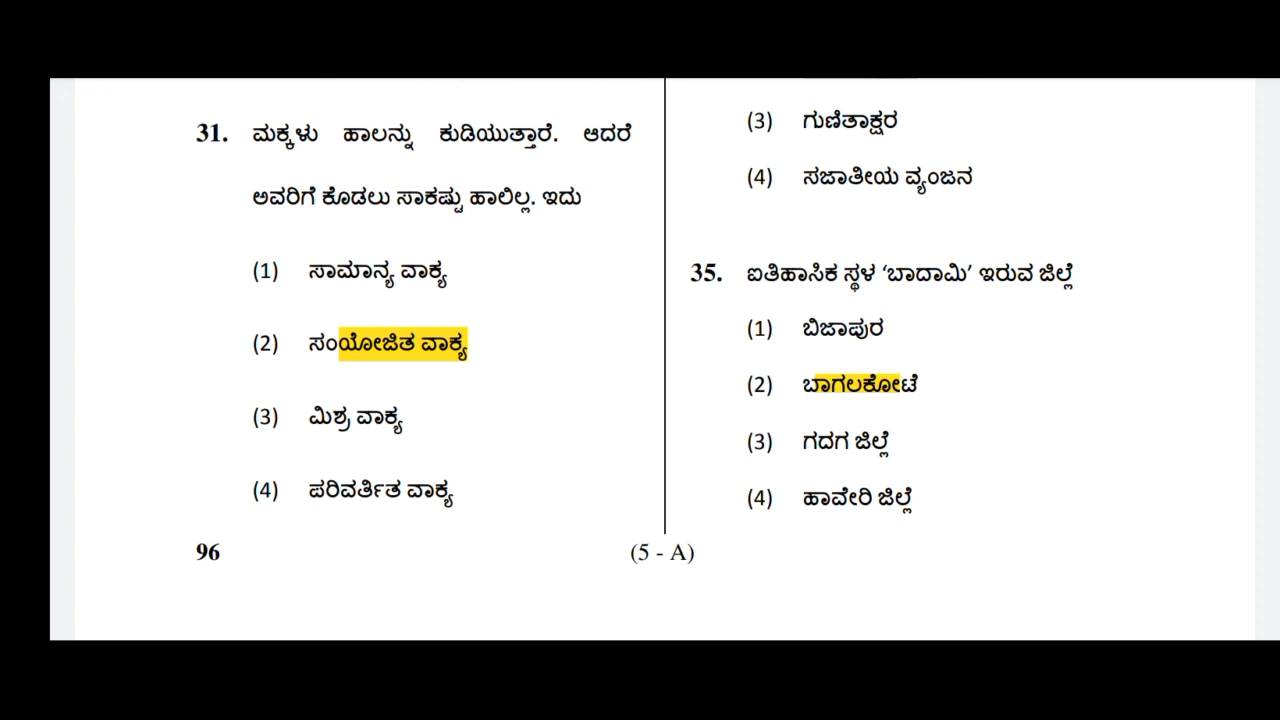 31. ಮಕ್ಕಳು ಹಾಲನ್ನು ಕುಡಿಯುತ್ತಾರೆ. ಆದರೆ
ಅವರಿಗೆ ಕೊಡಲು ಸಾಕಷ್ಟು ಹಾಲಿಲ್ಲ. ಇದು
(1) ಸಾಮಾನ್ಯ ವಾಕ್ಯ
(2) ಸಂಯೋಜಿತ ವಾಕ್ಯ
(3) ಮಿಶ್ರ ವಾಕ್ಯ
(4) ಪರಿವರ್ತಿತ ವಾಕ್ಯ
(3) ಗುಣಿತಾಕ್ಷರ
(4) ಸಜಾತೀಯ ವ್ಯಂಜನ
35. ಐತಿಹಾಸಿಕ ಸ್ಥಳ ‘ಬಾದಾಮಿ’ ಇರುವ ಜಿಲ್ಲೆ
(1) ಬಿಜಾಪುರ
(2) ಬಾಗಲಕೋಟೆ
(3) ಗದಗ ಜಿಲ್ಲೆ
(4) ಹಾವೇರಿ ಜಿಲ್ಲೆ
96
(5 - A)